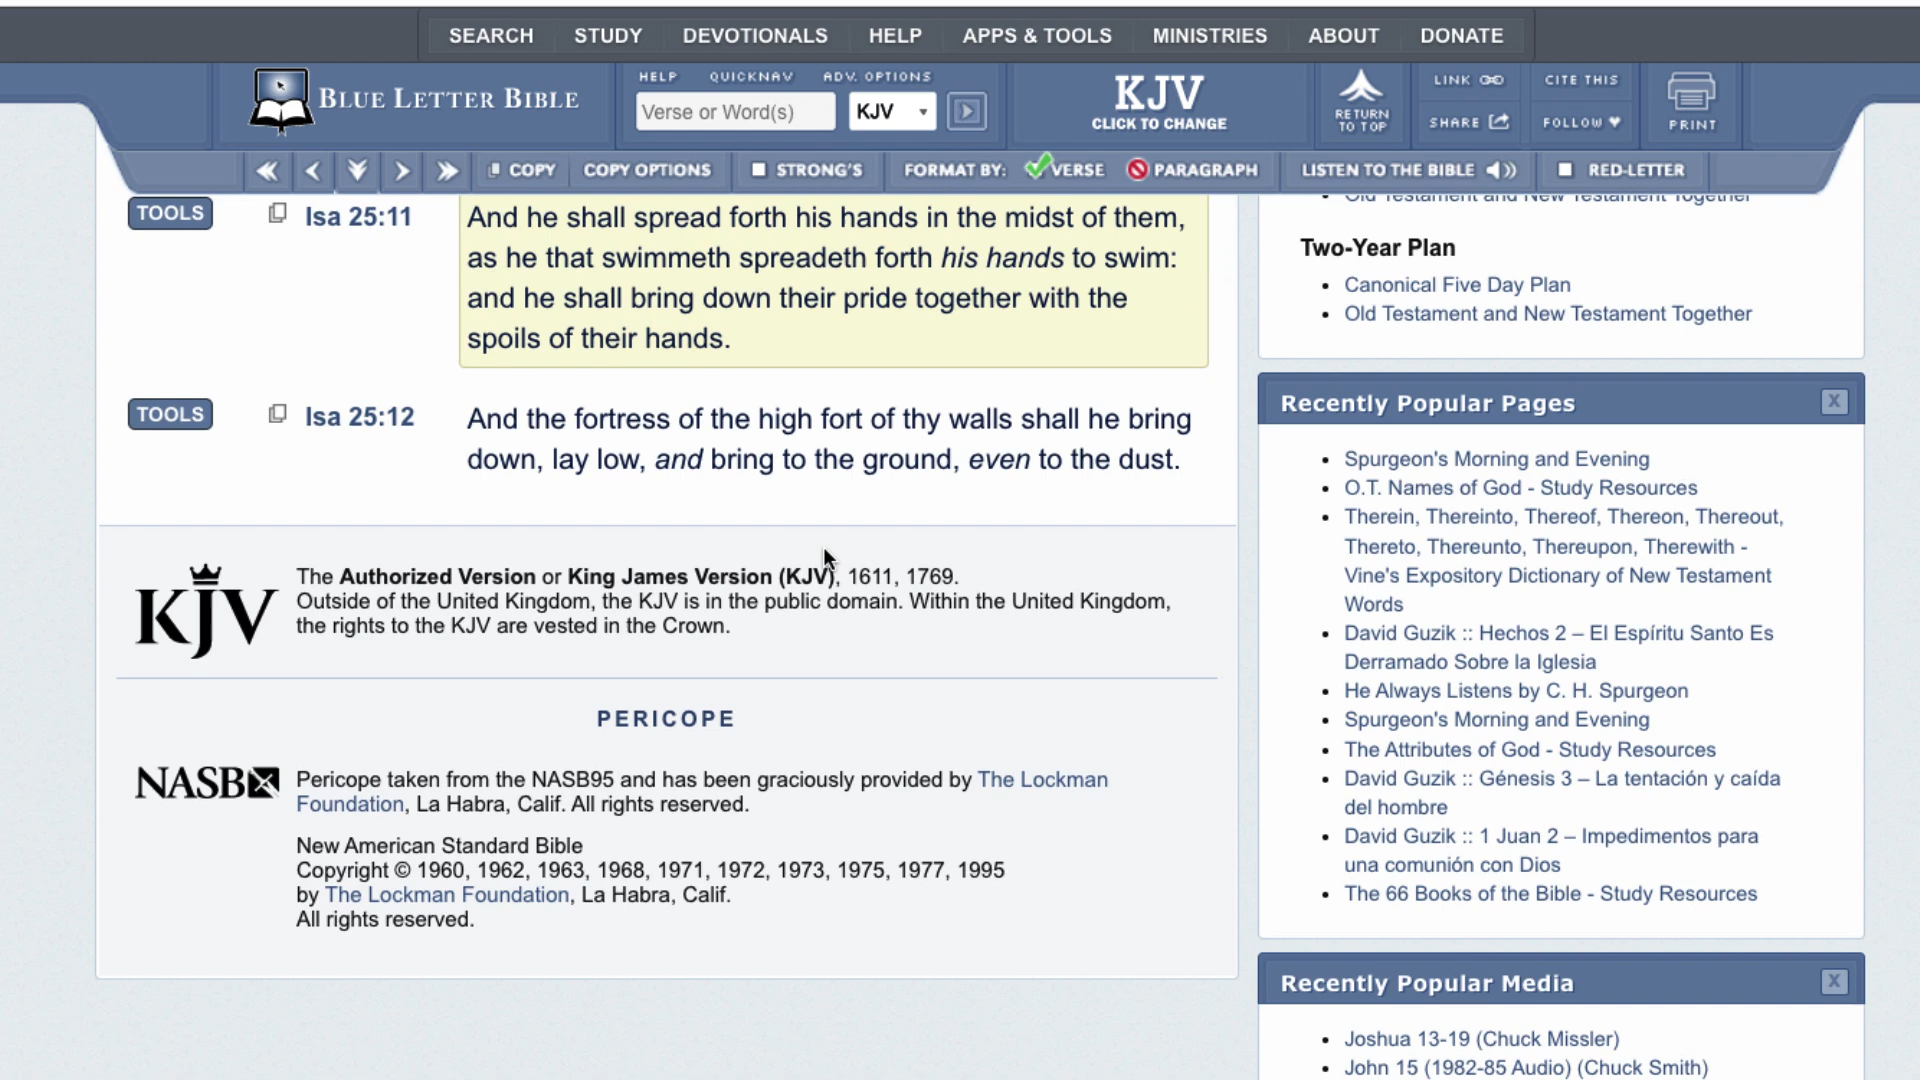 SEARCH STUDY DEVOTIONALS HELP APPS & TOOLS MINISTRIES ABOUT DONATE
BLUE LETTER BIBLE
HELP QUICKNAV ADV. OPTIONS
Verse or Word(s) KJV
KJV
CLICK TO CHANGE
RETURN
TO TOP
LINK
SHARE
CITE THIS
FOLLOW
PRINT
COPY COPY OPTIONS STRONG'S FORMAT BY: VERSE PARAGRAPH LISTEN TO THE BIBLE RED-LETTER
TOOLS Isa 25:11 And he shall spread forth his hands in the midst of them,
as he that swimmeth spreadeth forth his hands to swim:
and he shall bring down their pride together with the
spoils of their hands.
TOOLS Isa 25:12 And the fortress of the high fort of thy walls shall he bring
down, lay low, and bring to the ground, even to the dust.
KJV
The Authorized Version or King James Version (KJV), 1611, 1769.
Outside of the United Kingdom, the KJV is in the public domain. Within the United Kingdom,
the rights to the KJV are vested in the Crown.
PERICOPE
NASB
Pericope taken from the NASB95 and has been graciously provided by The Lockman
Foundation, La Habra, Calif. All rights reserved.
New American Standard Bible
Copyright © 1960, 1962, 1963, 1968, 1971, 1972, 1973, 1975, 1977, 1995
by The Lockman Foundation, La Habra, Calif.
All rights reserved.
Old Testament and New Testament Together
Two-Year Plan
Canonical Five Day Plan
Old Testament and New Testament Together
Recently Popular Pages X
Spurgeon's Morning and Evening
O.T. Names of God - Study Resources
Therein, Thereinto, Thereof, Thereon, Thereout,
Thereto, Thereunto, Thereupon, Therewith -
Vine's Expository Dictionary of New Testament
Words
David Guzik :: Hechos 2 – El Espíritu Santo Es
Derramado Sobre la Iglesia
He Always Listens by C. H. Spurgeon
Spurgeon's Morning and Evening
The Attributes of God - Study Resources
David Guzik :: Génesis 3 – La tentación y caída
del hombre
David Guzik :: 1 Juan 2 – Impedimentos para
una comunión con Dios
The 66 Books of the Bible - Study Resources
Recently Popular Media X
Joshua 13-19 (Chuck Missler)
John 15 (1982-85 Audio) (Chuck Smith)